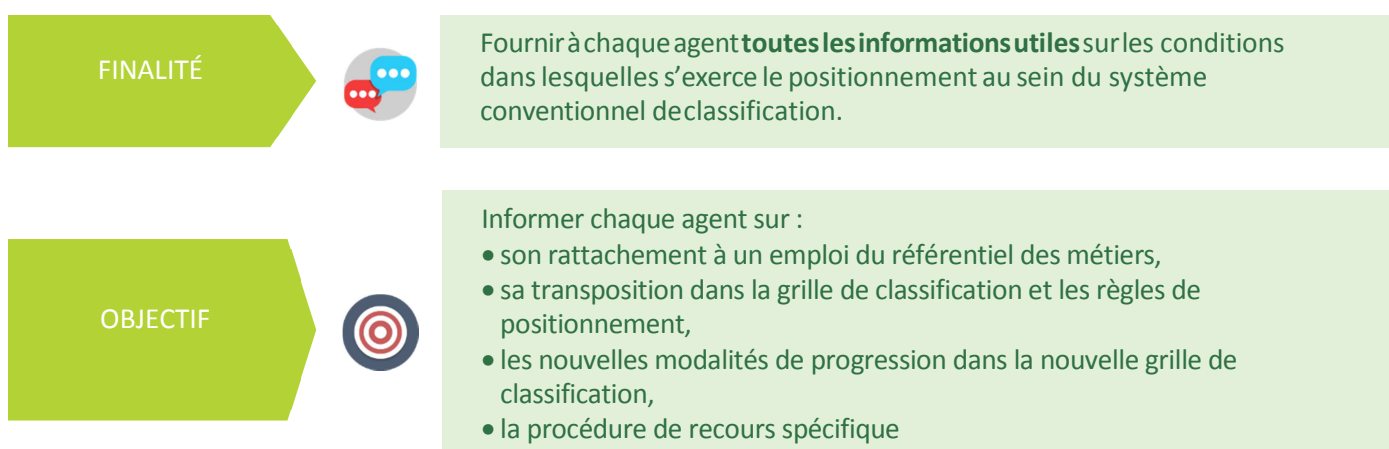 FINALITÉ
Fournir à chaque agent toutes les informations utiles sur les conditions
dans lesquelles s’exerce le positionnement au sein du système
conventionnel de classification.
OBJECTIF
Informer chaque agent sur :
• son rattachement à un emploi du référentiel des métiers,
• sa transposition dans la grille de classification et les règles de
positionnement,
• les nouvelles modalités de progression dans la nouvelle grille de
classification,
• la procédure de recours spécifique